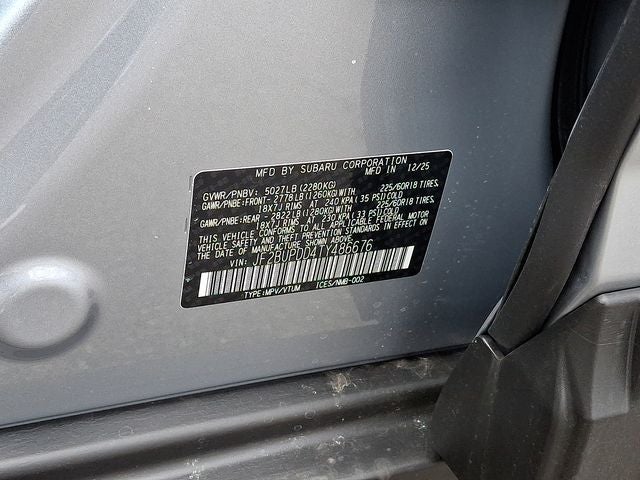 MFD BY SUBARU CORPORATION
MFD IN 12/25
GVWR/PNBV: 5027LB(2280KG)
GAWR/PNBE:FRONT- 2778LB(1260KG)WITH 225/60R18 TIRES,
18X7J RIMS AT 240 KPA(35 PSI)COLD
GAWR/PNBE:REAR - 2822LB(1280KG)WITH 225/60R18 TIRES,
18X7J RIMS AT 230 KPA(33 PSI)COLD
THIS VEHICLE CONFORMS TO ALL APPLICABLE FEDERAL MOTOR
VEHICLE SAFETY AND THEFT PREVENTION STANDARDS IN EFFECT ON
THE DATE OF MANUFACTURE SHOWN ABOVE.
VIN: JF2BUPDD4TY486676
TYPE:MPV/VTUM ICES/NMB-002